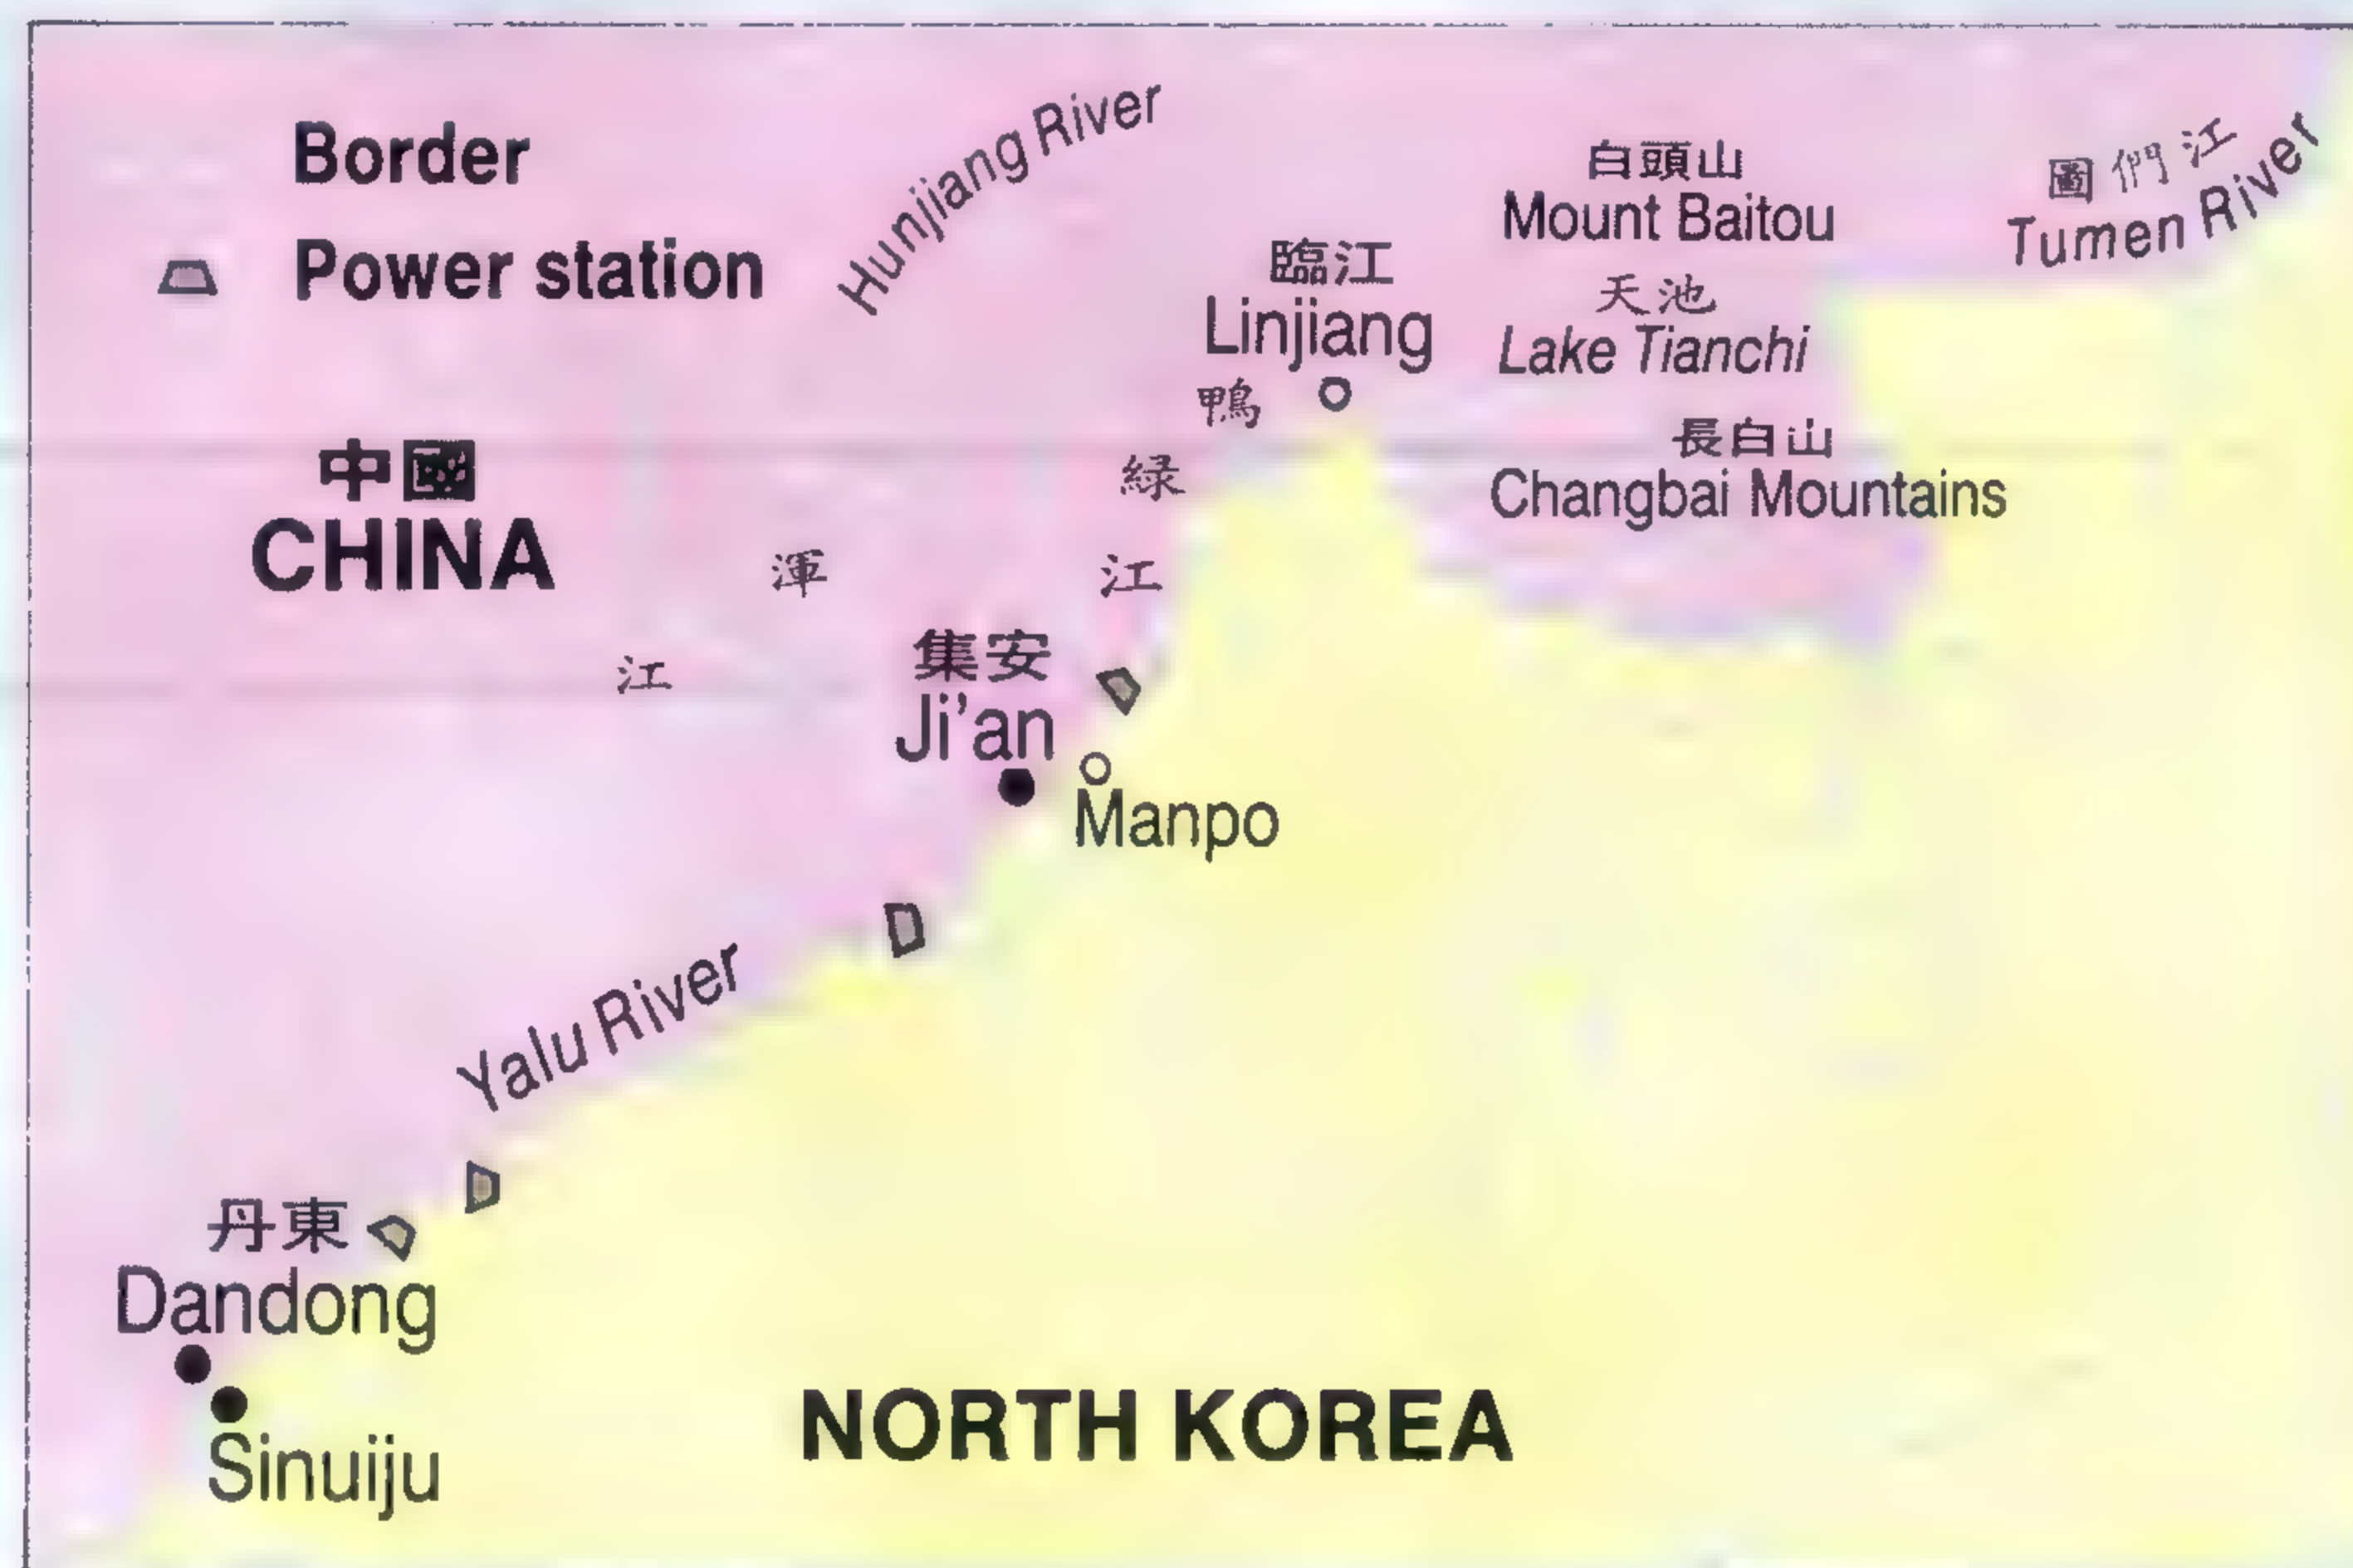 Border
Power station
Hunjiang River
白頭山
Mount Baitou
圖們江
Tumen River
臨江
Linjiang
天池
Lake Tianchi
鴨
緑
江
長白山
Changbai Mountains
中國
CHINA
渾
江
集安
Ji’an
Manpo
Yalu River
丹東
Dandong
Sinuiju
NORTH KOREA